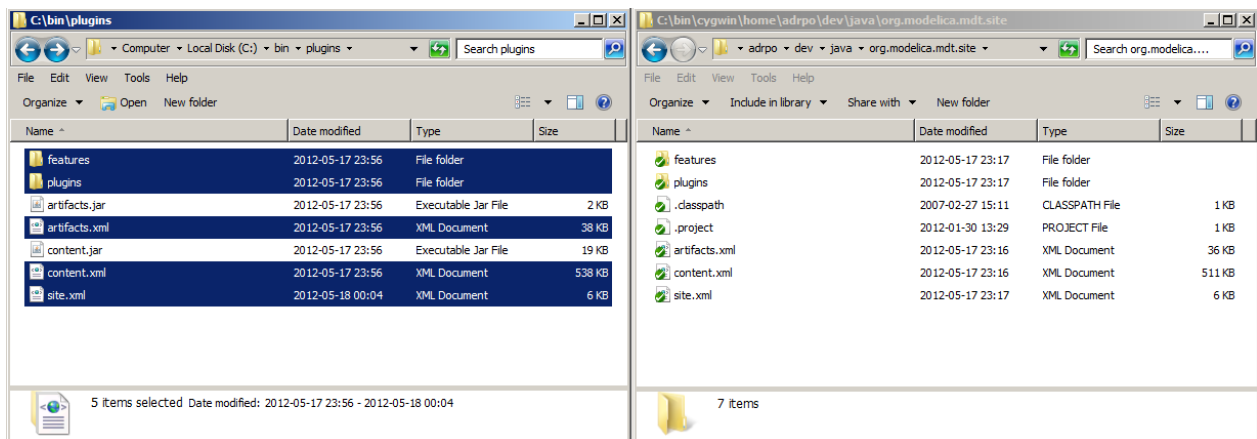 C:\bin\plugins
Computer Local Disk (C:) bin plugins
Search plugins
File Edit View Tools Help
Organize Open New folder
Name Date modified Type Size
features 2012-05-17 23:56 File folder
plugins 2012-05-17 23:56 File folder
artifacts.jar 2012-05-17 23:56 Executable Jar File 2 KB
artifacts.xml 2012-05-17 23:56 XML Document 38 KB
content.jar 2012-05-17 23:56 Executable Jar File 19 KB
content.xml 2012-05-17 23:56 XML Document 538 KB
site.xml 2012-05-18 00:04 XML Document 6 KB
5 items selected Date modified: 2012-05-17 23:56 - 2012-05-18 00:04
C:\bin\cygwin\home\adrpo\dev\java\org.modelica.mdt.site
adrpo dev java org.modelica.mdt.site
Search org.modelica....
File Edit View Tools Help
Organize Include in library Share with New folder
Name Date modified Type Size
features 2012-05-17 23:17 File folder
plugins 2012-05-17 23:17 File folder
.classpath 2007-02-27 15:11 CLASSPATH File 1 KB
.project 2012-01-30 13:29 PROJECT File 1 KB
artifacts.xml 2012-05-17 23:16 XML Document 36 KB
content.xml 2012-05-17 23:16 XML Document 511 KB
site.xml 2012-05-17 23:17 XML Document 6 KB
7 items